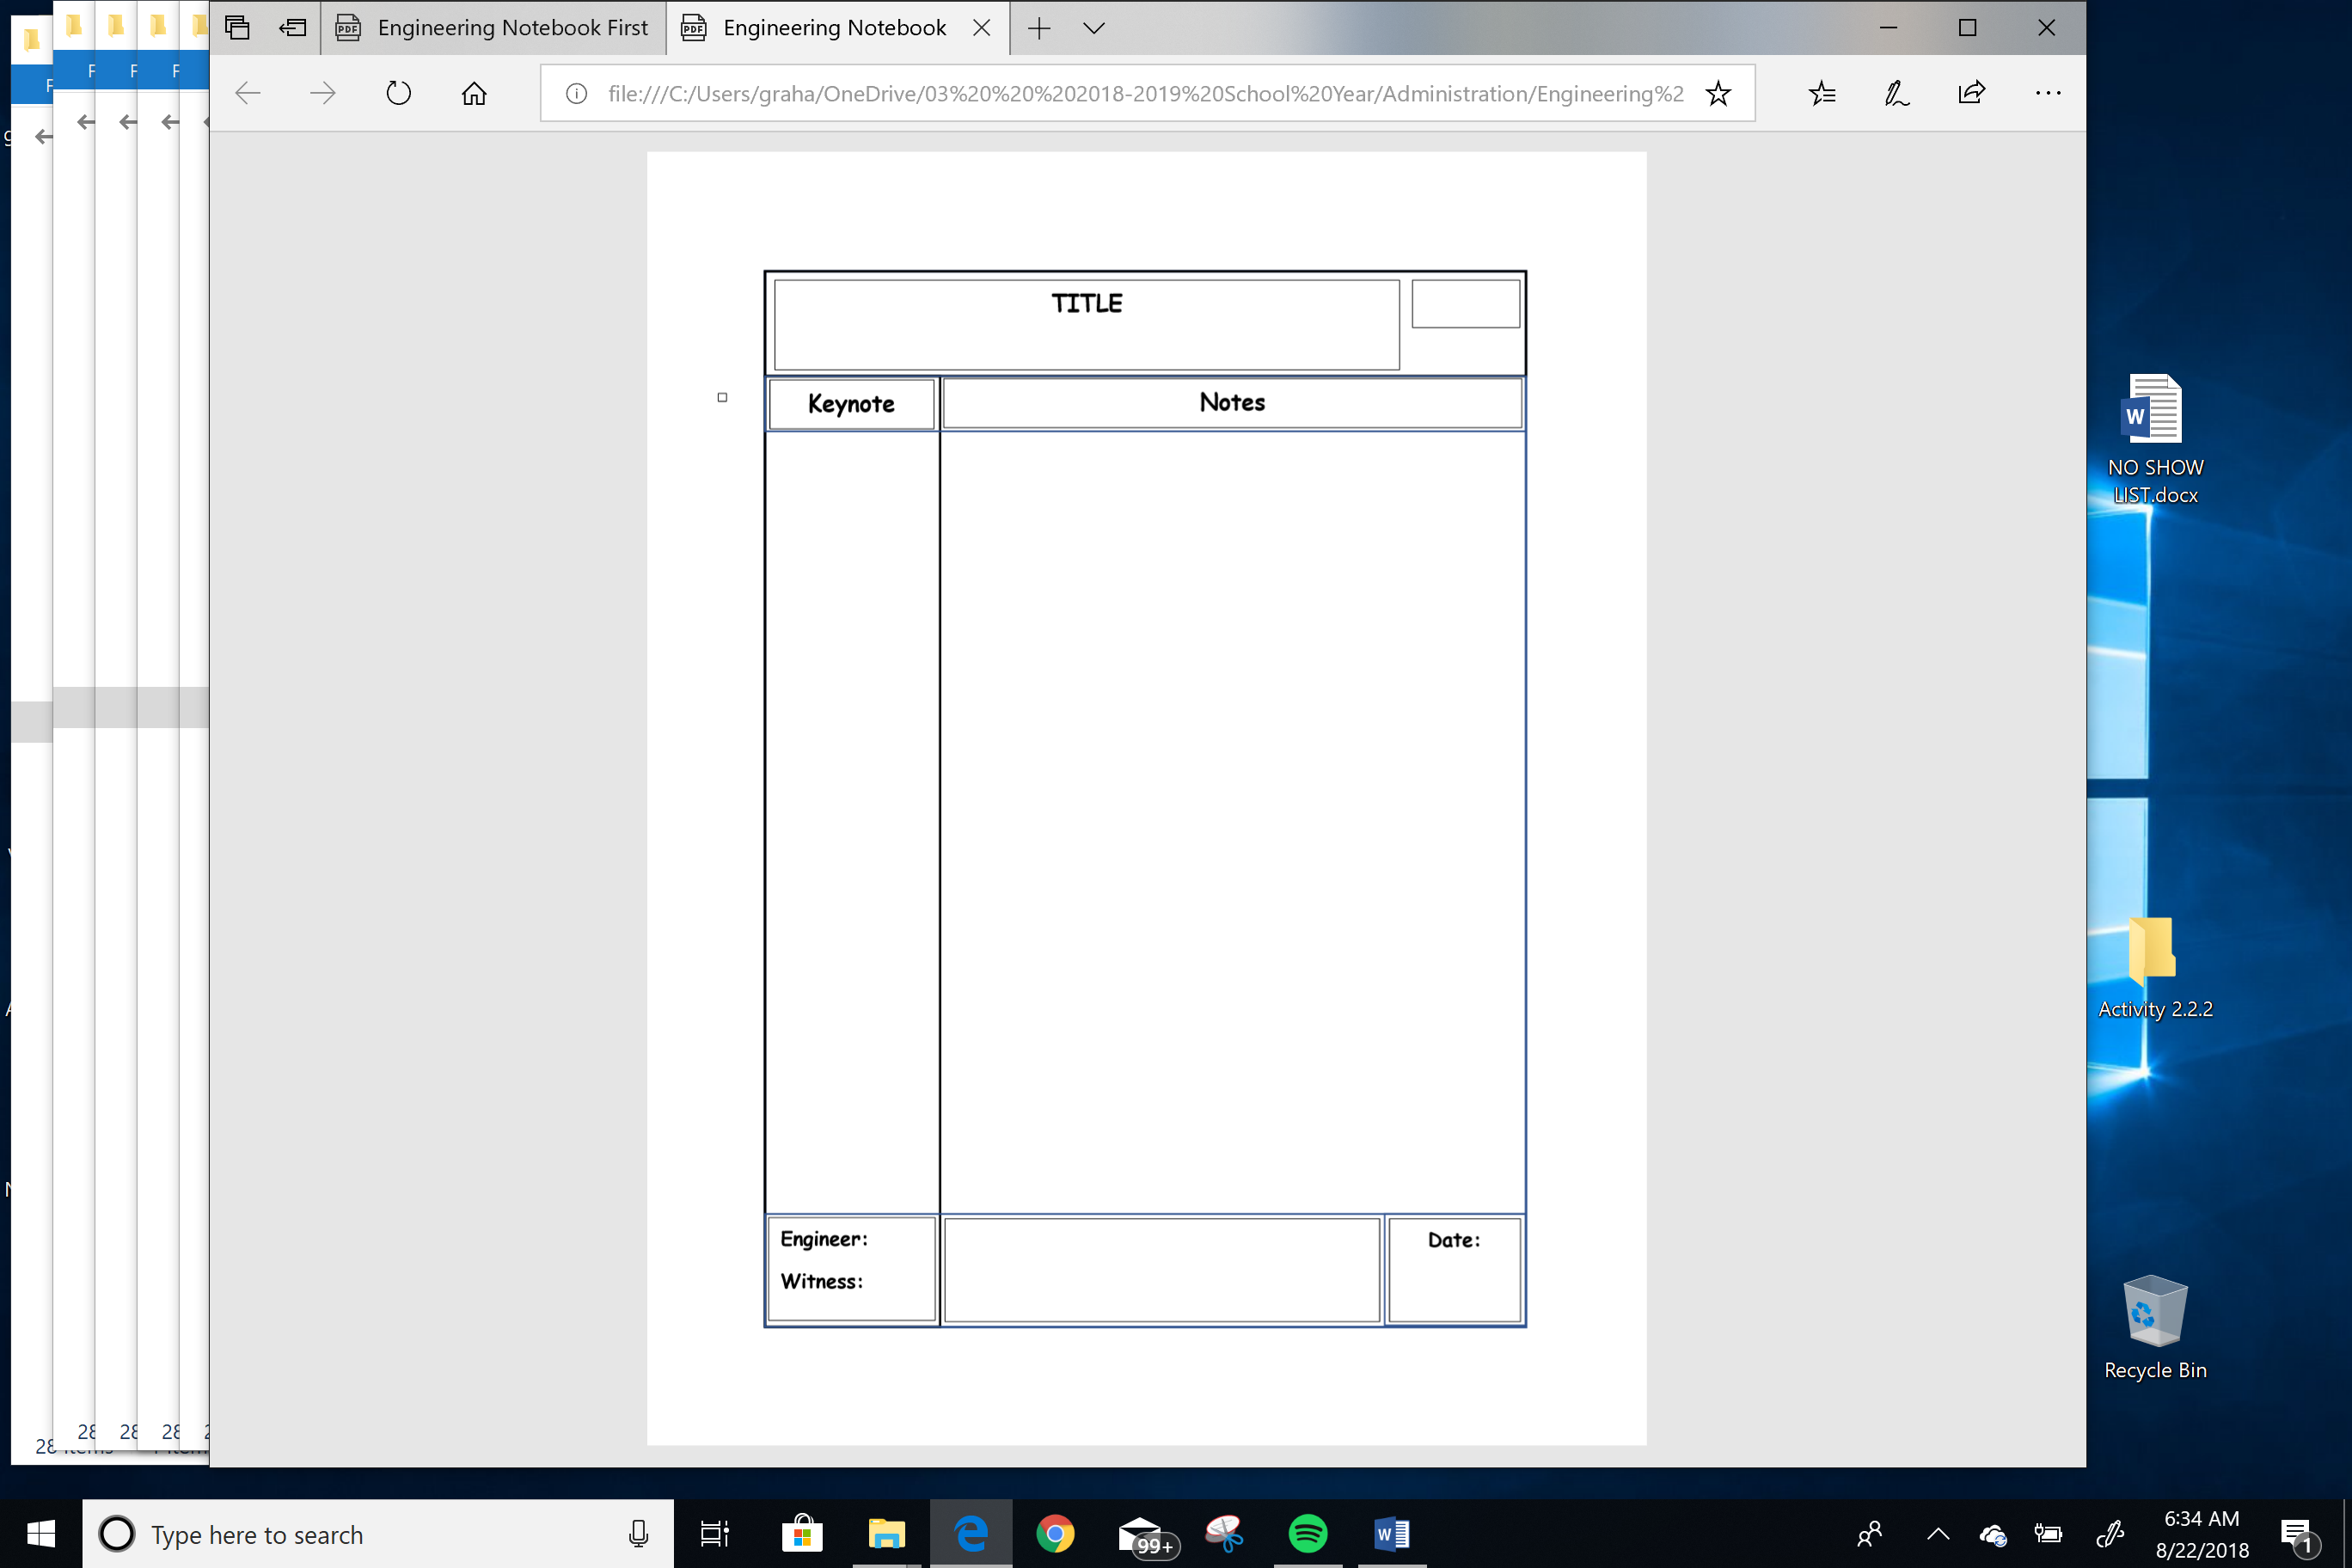 Engineering Notebook First
Engineering Notebook
file:///C:/Users/graha/OneDrive/03%20%20%202018-2019%20School%20Year/Administration/Engineering%2
TITLE
Keynote
Notes
Engineer:
Witness:
Date:
NO SHOW
LIST.docx
Activity 2.2.2
Recycle Bin
Type here to search
99+
6:34 AM
8/22/2018
1